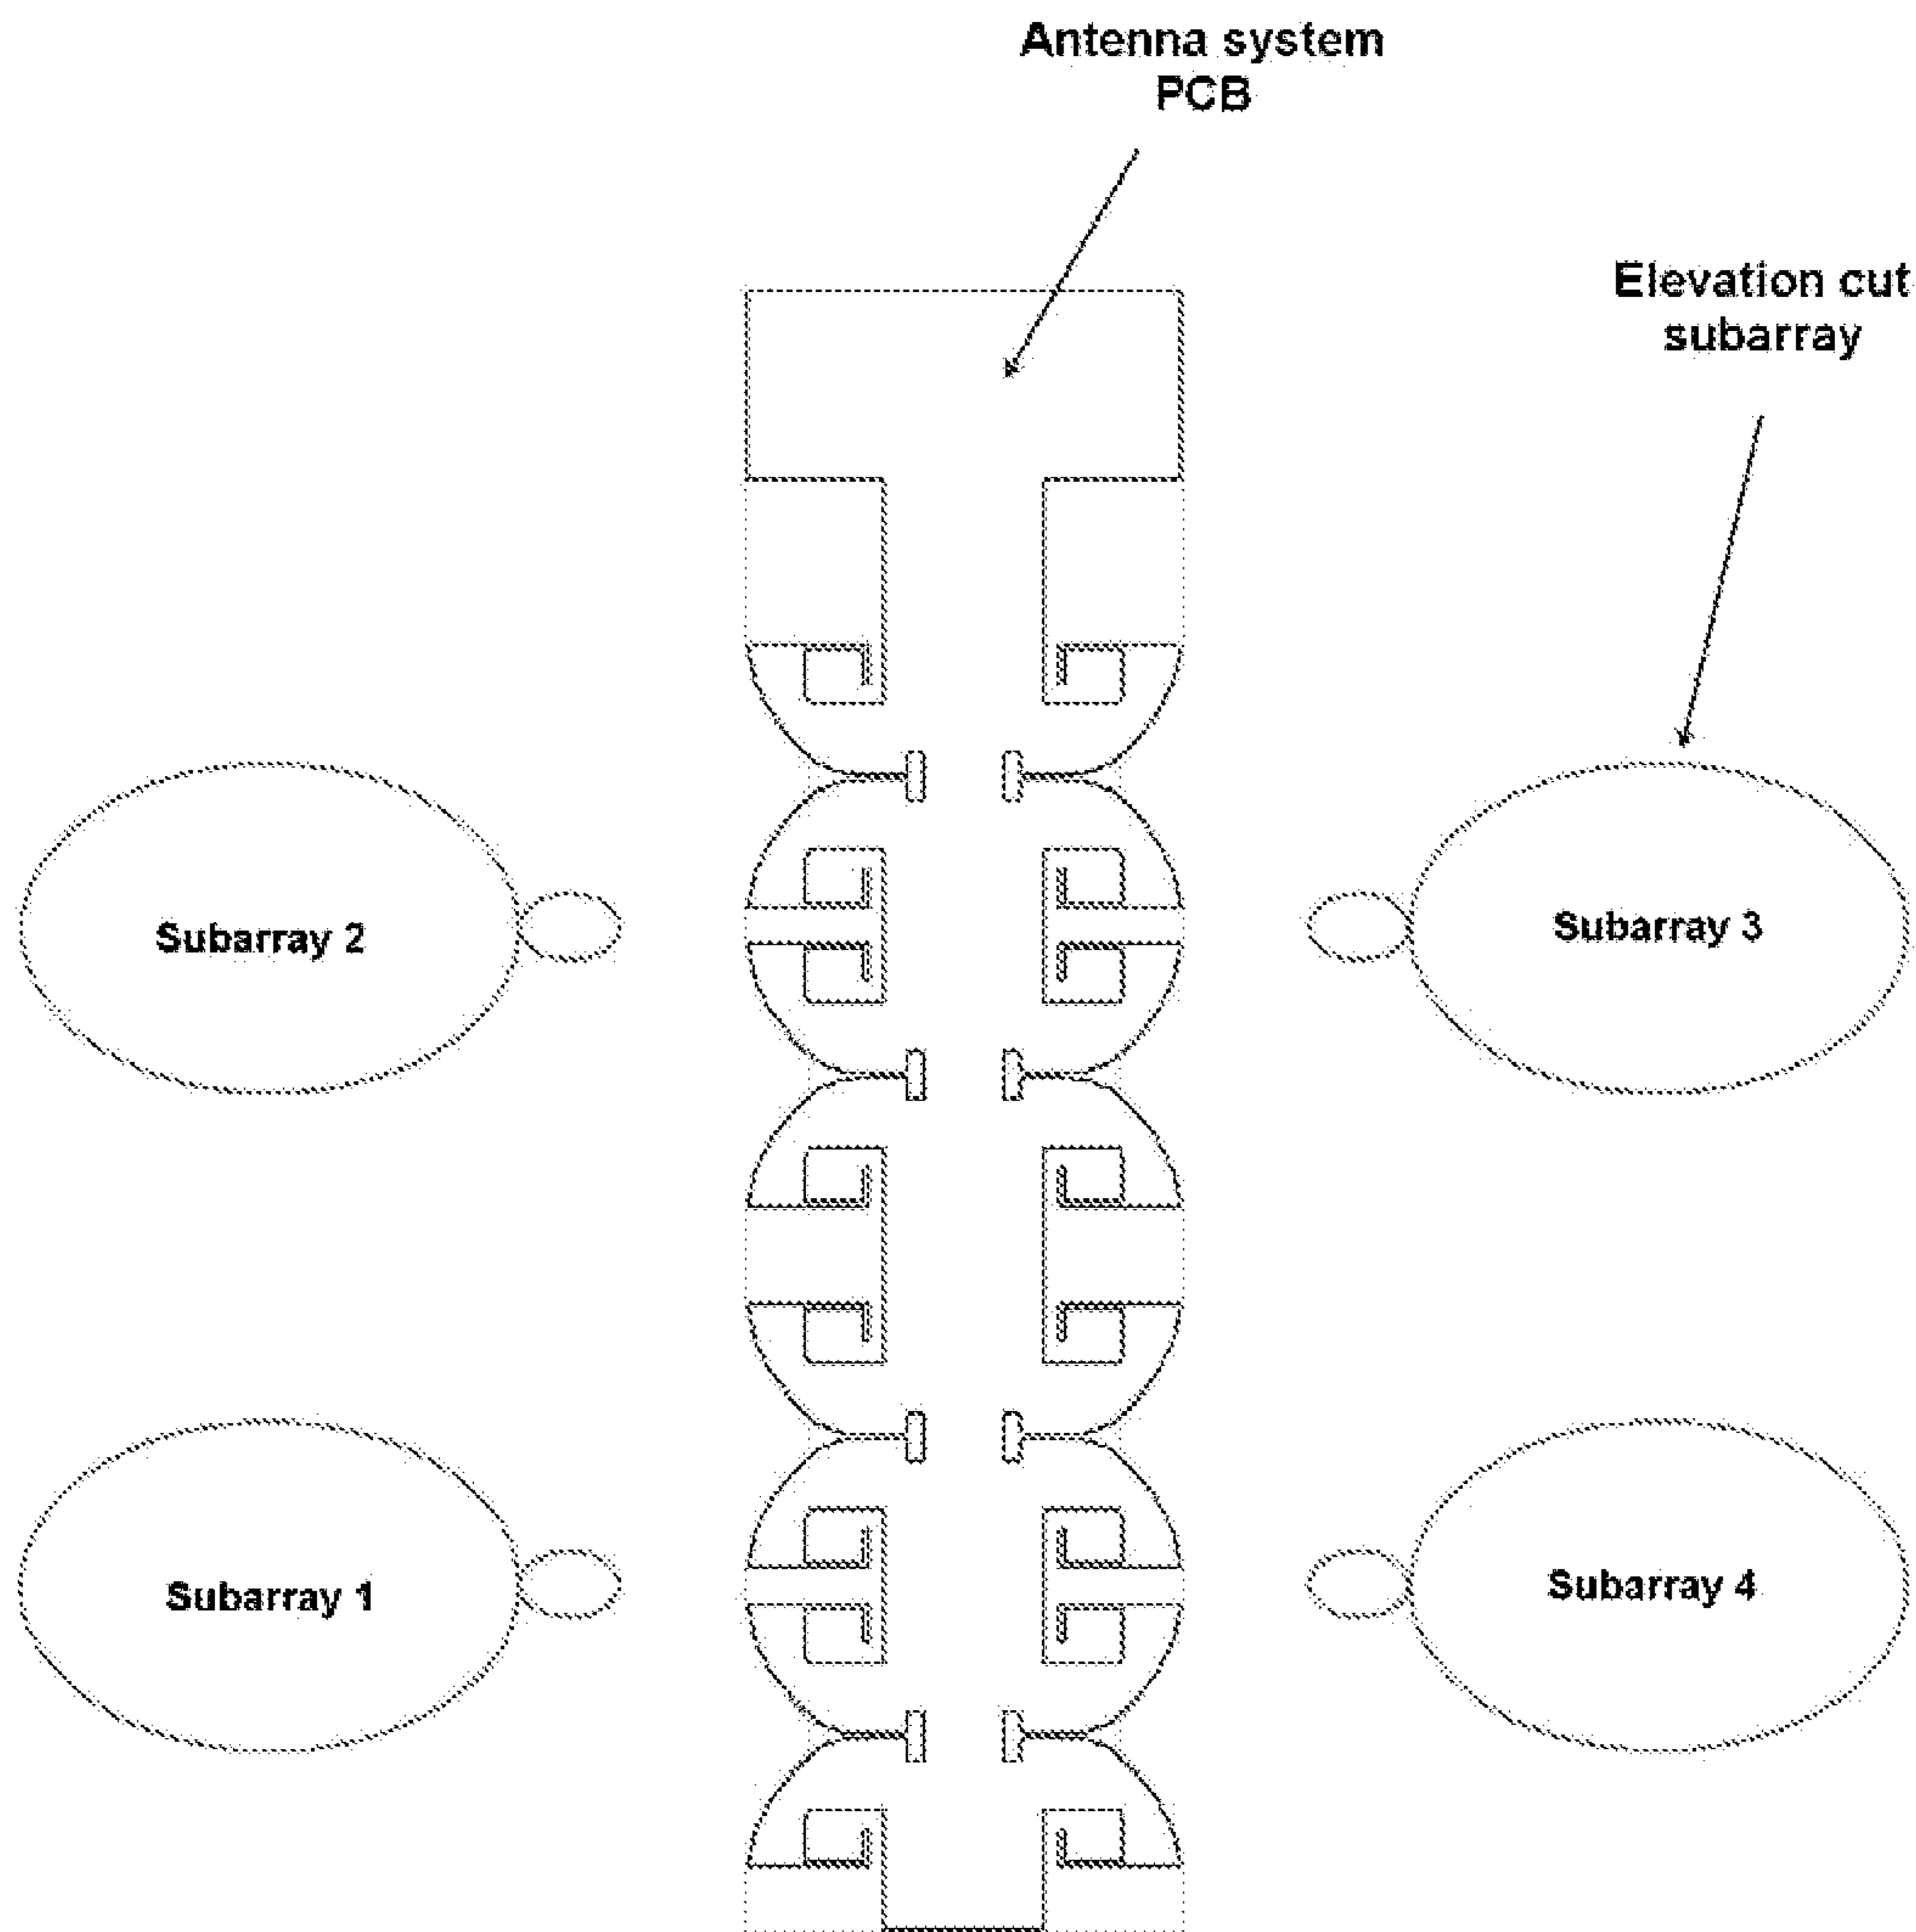 Antenna system
PCB
Elevation cut
subarray
Subarray 2
Subarray 3
Subarray 1
Subarray 4